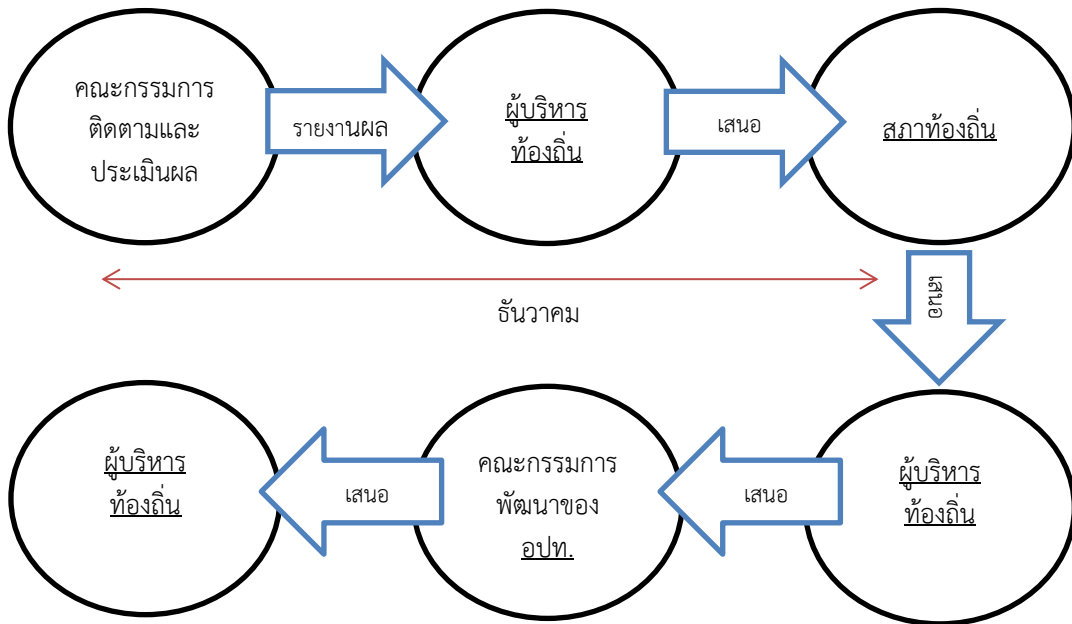 คณะกรรมการ
ติดตามและ
ประเมินผล
รายงานผล
ผู้บริหาร
ท้องถิ่น
เสนอ
สภาท้องถิ่น
ธันวาคม
เสนอ
ผู้บริหาร
ท้องถิ่น
เสนอ
คณะกรรมการ
พัฒนาของ
อปท.
เสนอ
ผู้บริหาร
ท้องถิ่น